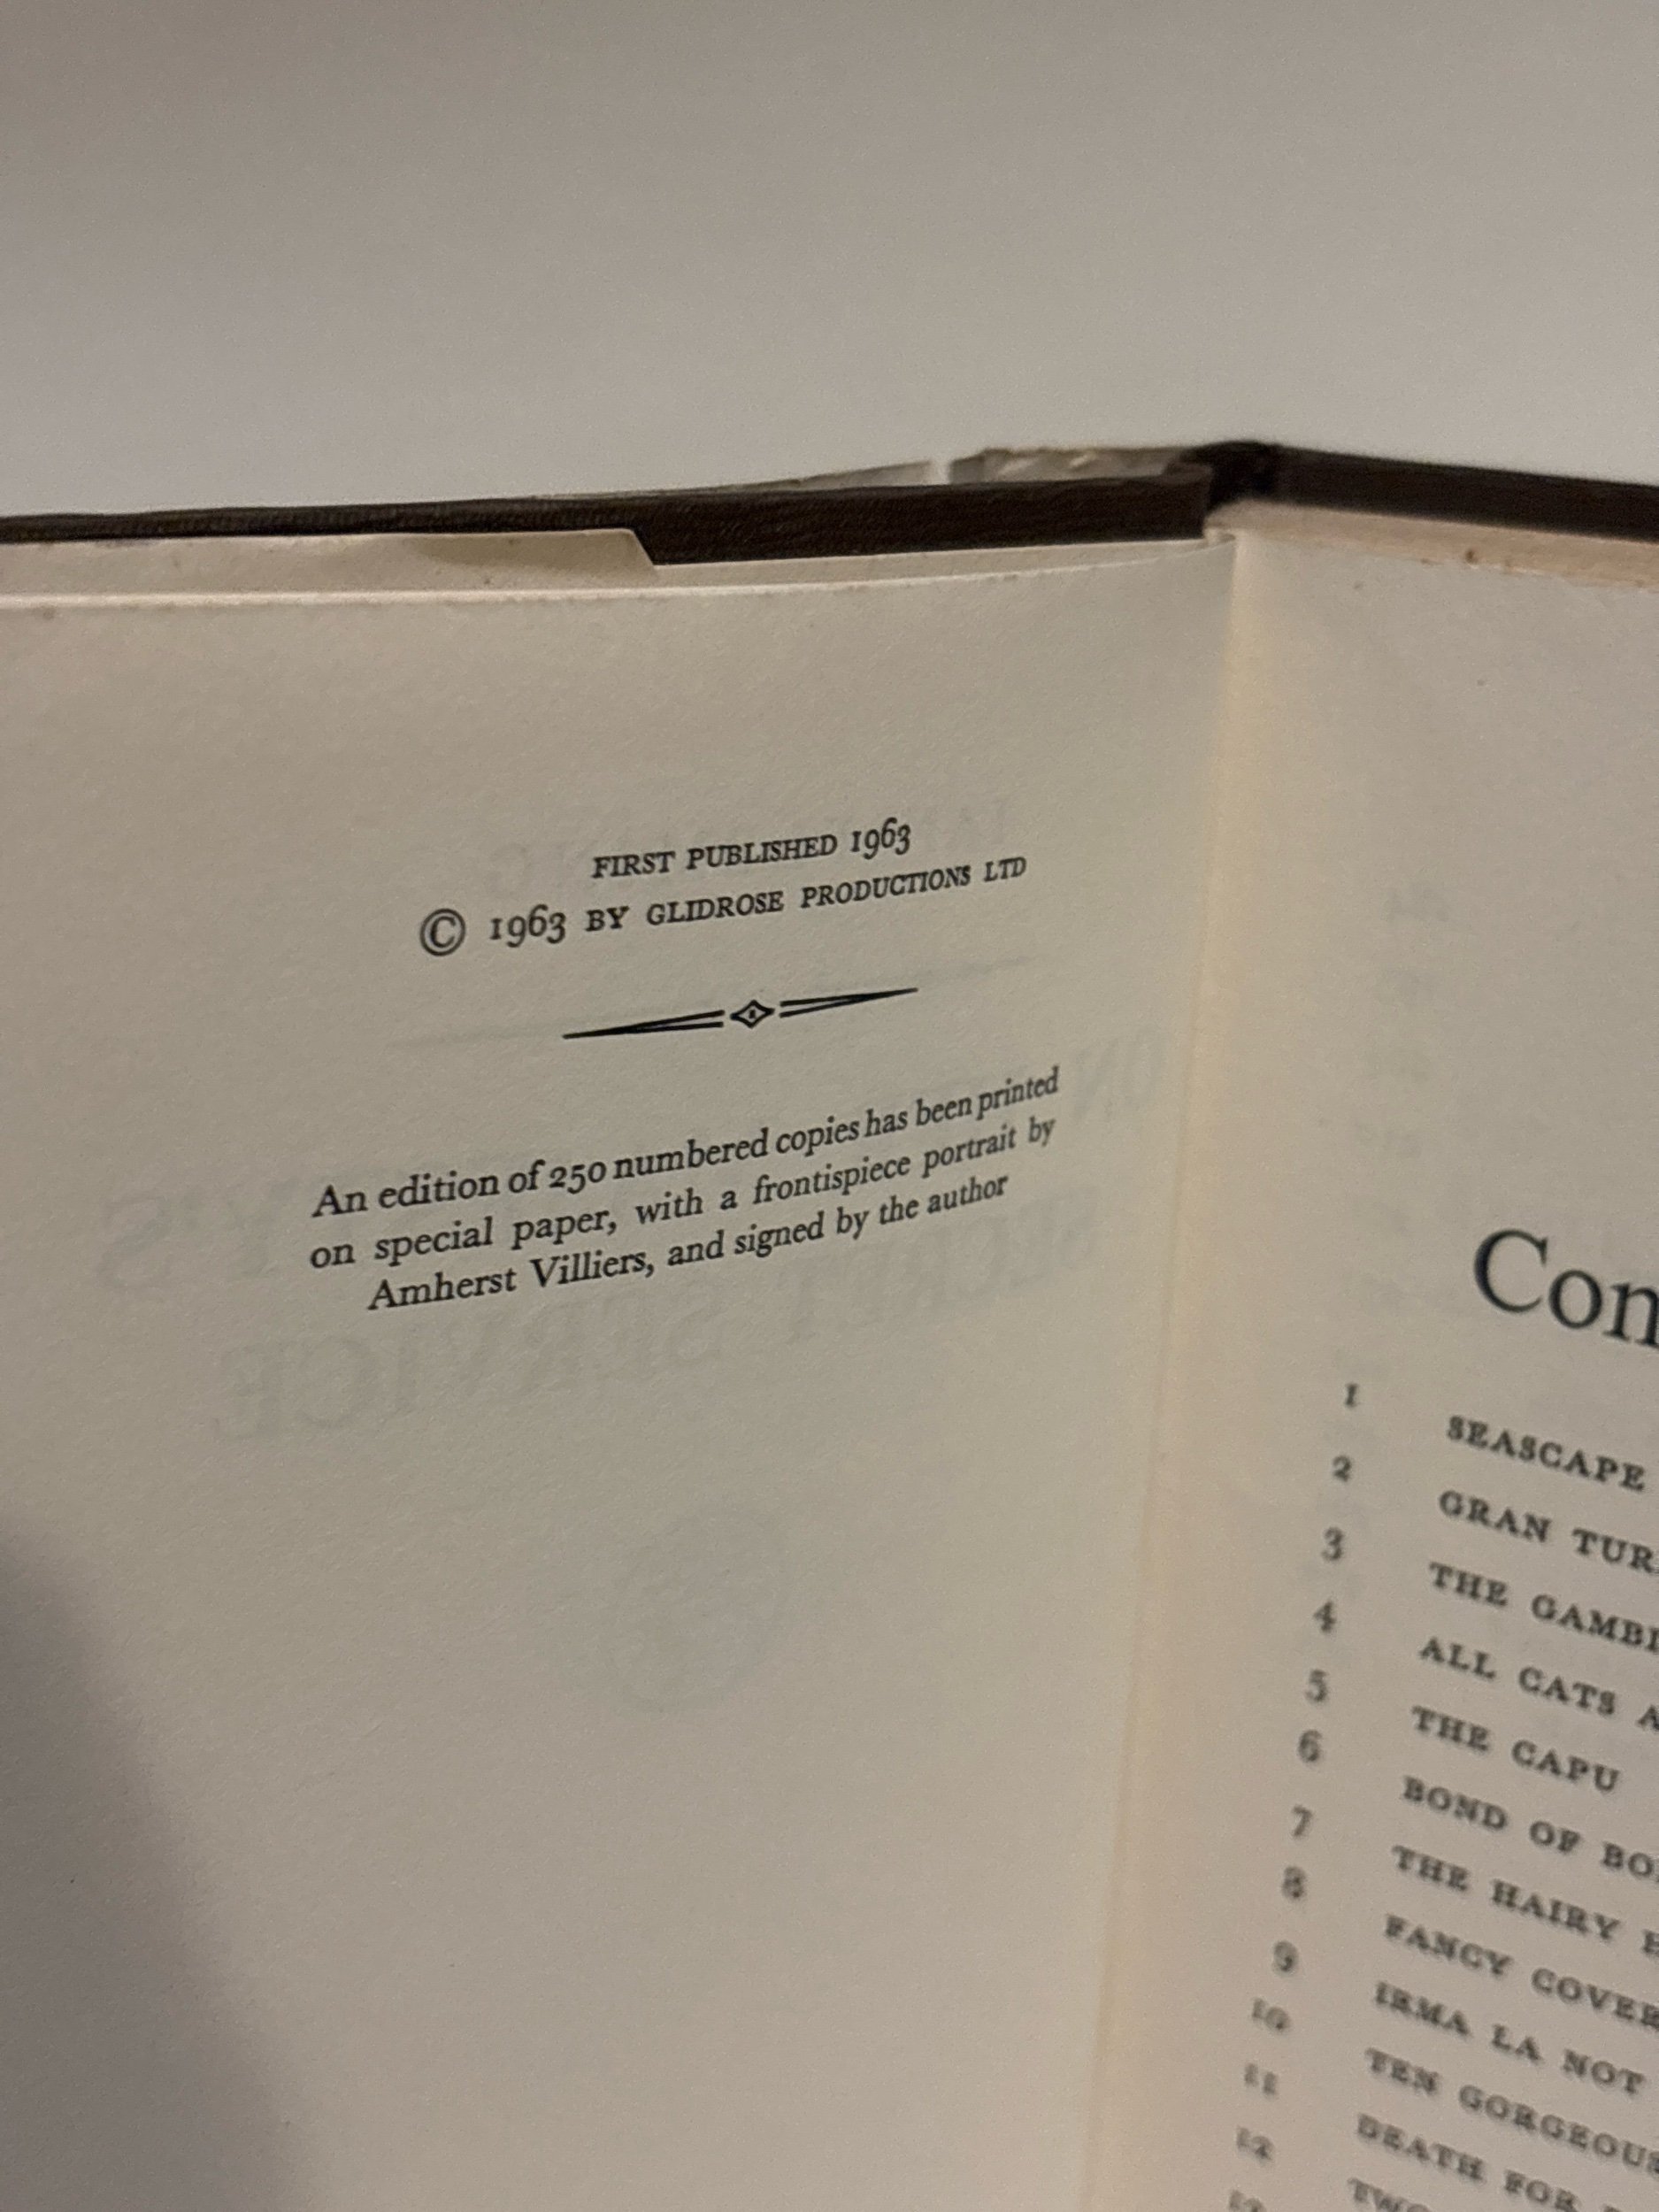 FIRST PUBLISHED 1963
© 1963 BY GLIDROSE PRODUCTIONS LTD
An edition of 250 numbered copies has been printed
on special paper, with a frontispiece portrait by
Amherst Villiers, and signed by the author
Con
1 SEASCAPE
2 GRAN TUR
3 THE GAMBI
4 ALL CATS A
5 THE CAPU
6 BOND OF BO
7 THE HAIRY
8 FANCY COVER
9 IRMA LA NOT
10 TEN GORGEOUS
11 DEATH FOR
12 TWO